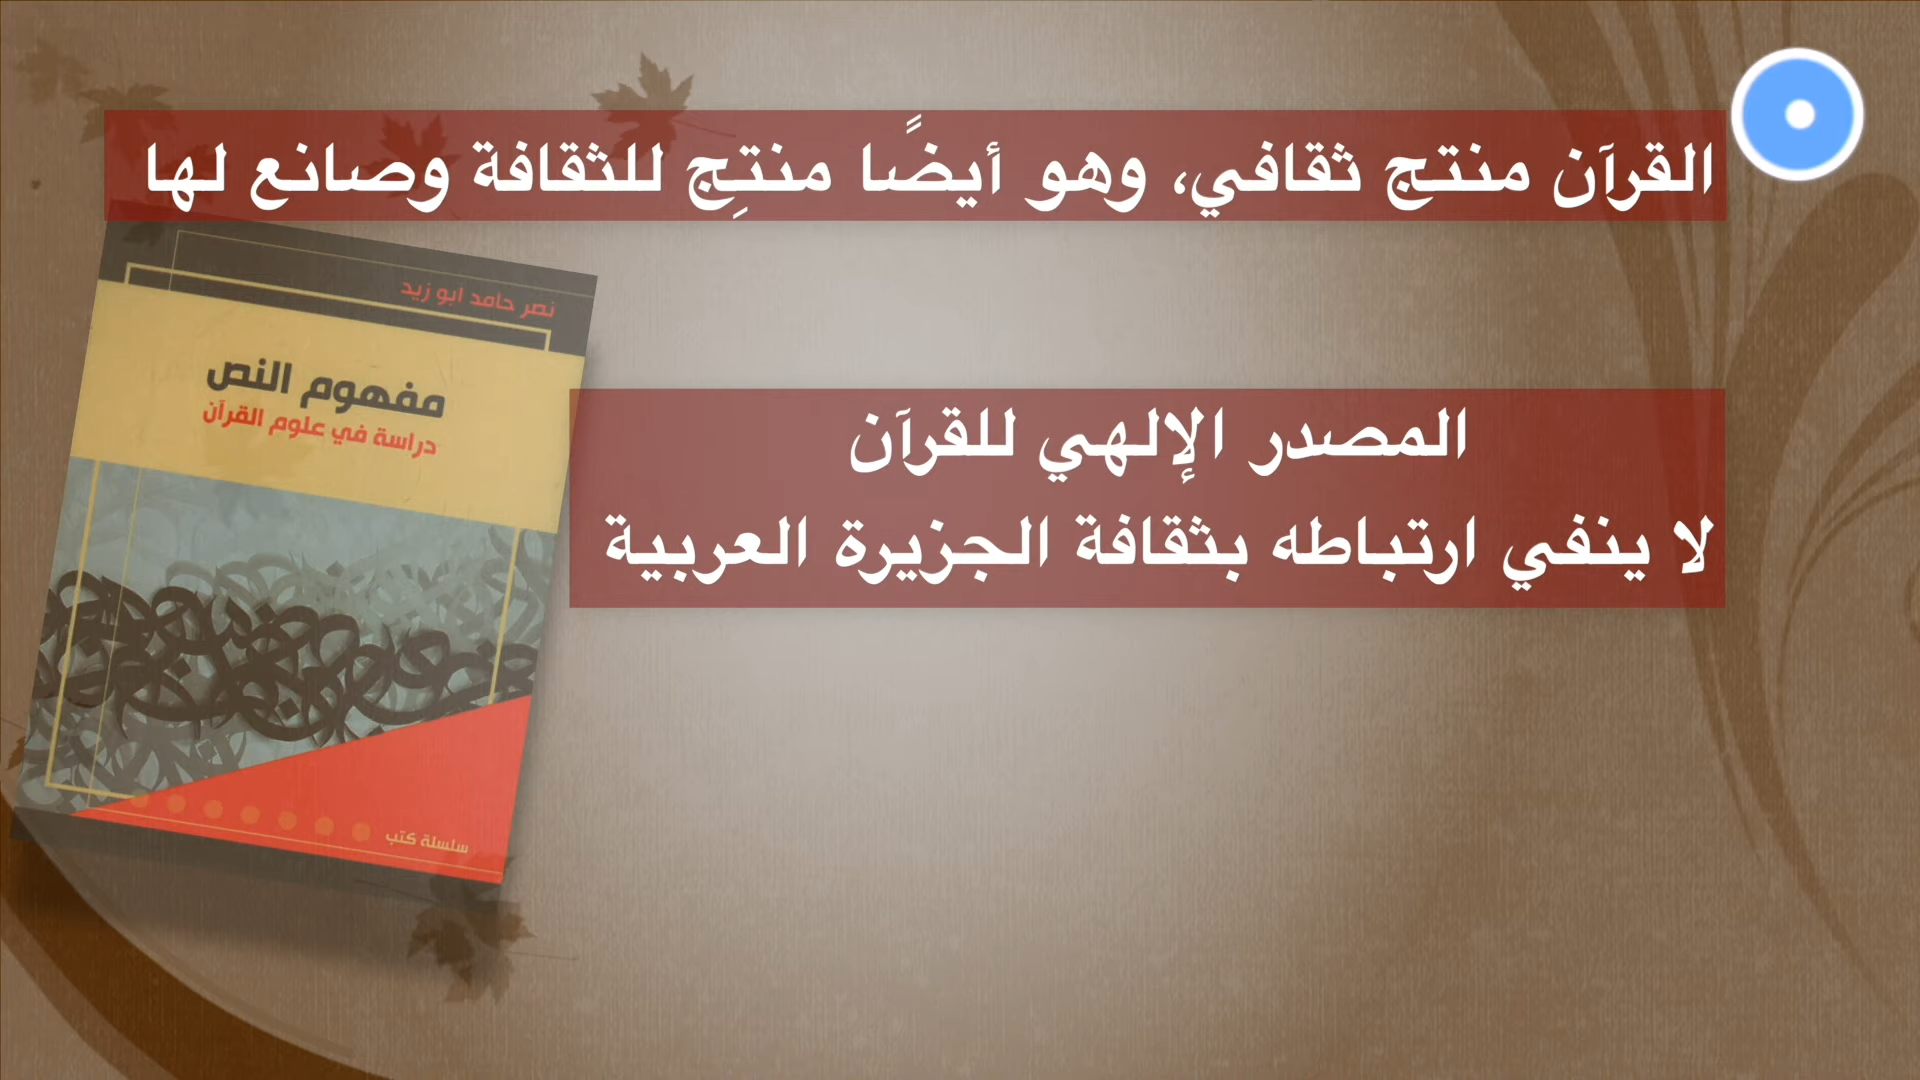 القرآن منتج ثقافي، وهو أيضًا منتِج للثقافة وصانع لها
نصر حامد ابو زيد
مفهوم النص
دراسة في علوم القرآن
المصدر الإلهي للقرآن
لا ينفي ارتباطه بثقافة الجزيرة العربية
سلسلة كتب